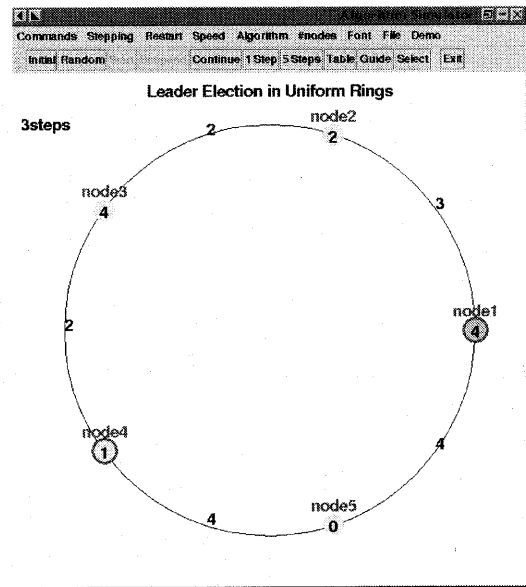 Algorithm Simulator
Commands Stepping Restart Speed Algorithm #nodes Font File Demo
Initial Random Continue 1 Step 5 Steps Table Guide Select Exit
Leader Election in Uniform Rings
3steps
2
node2
2
node3
4
3
node1
4
2
node4
1
4
node5
0
4